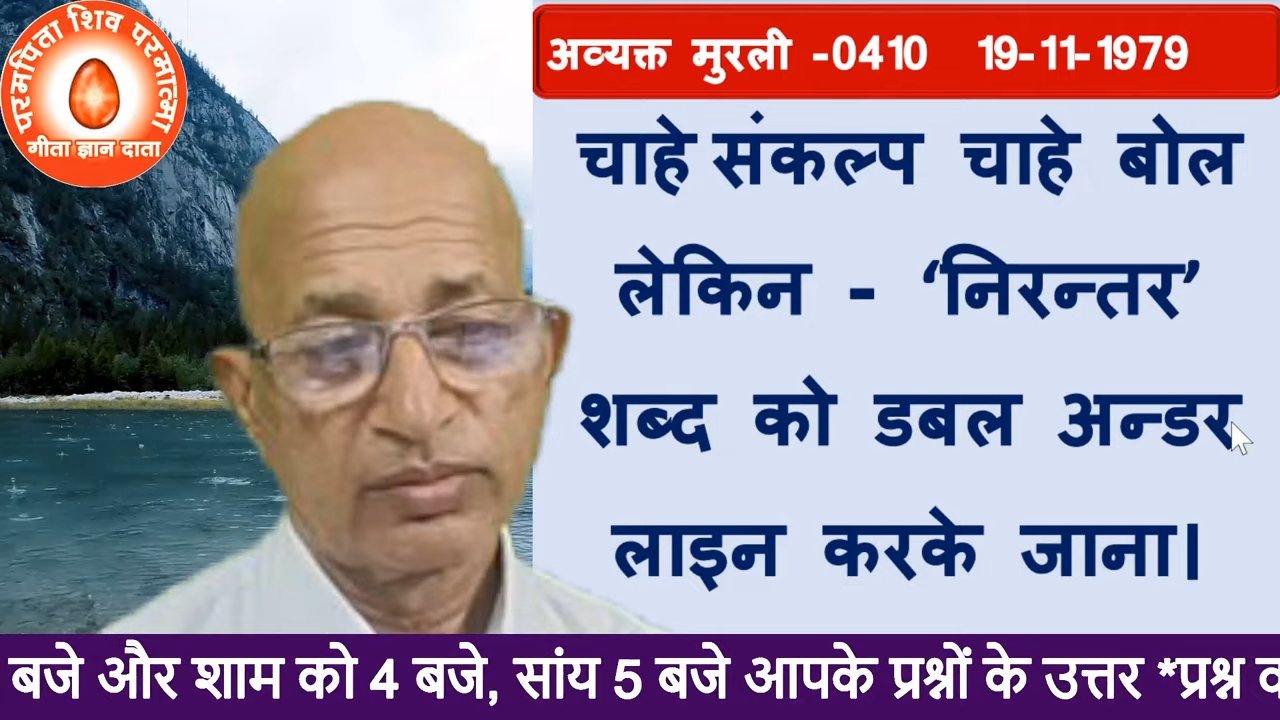 परमपिता शिव परमात्मा
गीता ज्ञान दाता
अव्यक्त मुरली -0410 19-11-1979
चाहे संकल्प चाहे बोल
लेकिन - ‘निरन्तर’
शब्द को डबल अन्डर
लाइन करके जाना।
बजे और शाम को 4 बजे, सांय 5 बजे आपके प्रश्नों के उत्तर *प्रश्न